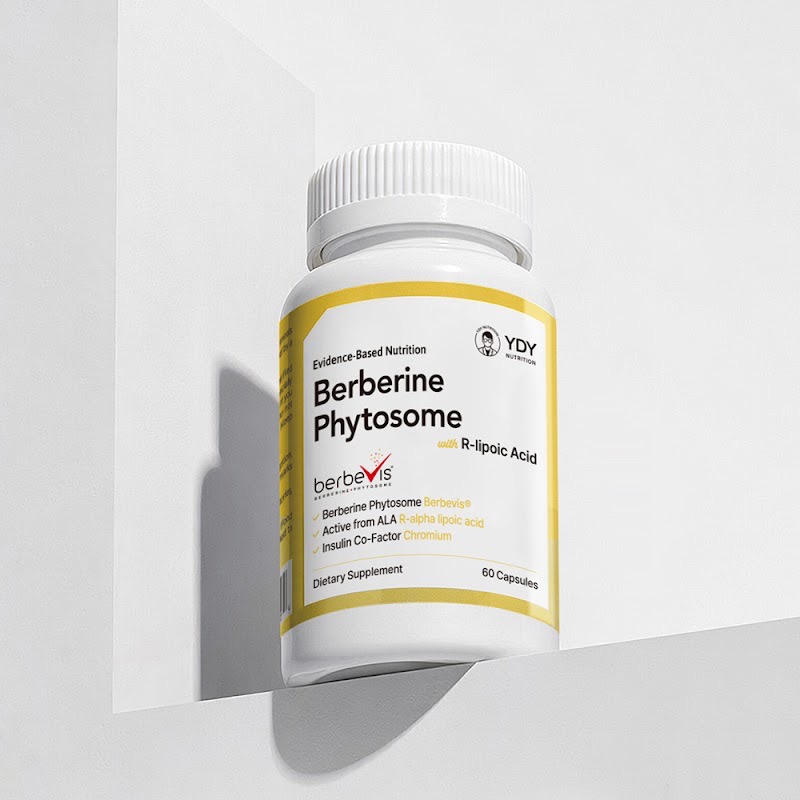 Evidence-Based Nutrition
YDY
NUTRITION
Berberine
Phytosome
with R-lipoic Acid
berbevis®
BERBERINE•PHYTOSOME
Berberine Phytosome Berbevis®
Active from ALA R-alpha lipoic acid
Insulin Co-Factor Chromium
Dietary Supplement
60 Capsules